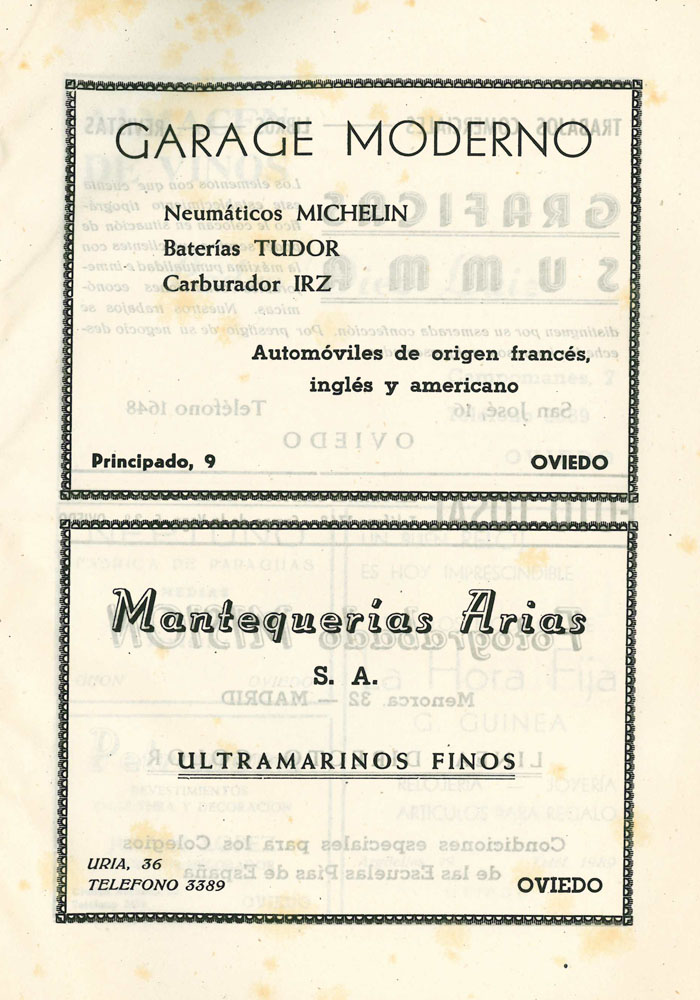 GARAGE MODERNO
Neumáticos MICHELIN
Baterías TUDOR
Carburador IRZ
Automóviles de origen francés,
inglés y americano
Principado, 9 OVIEDO
Mantequerías Arias
S. A.
ULTRAMARINOS FINOS
URIA, 36
TELEFONO 3389
OVIEDO